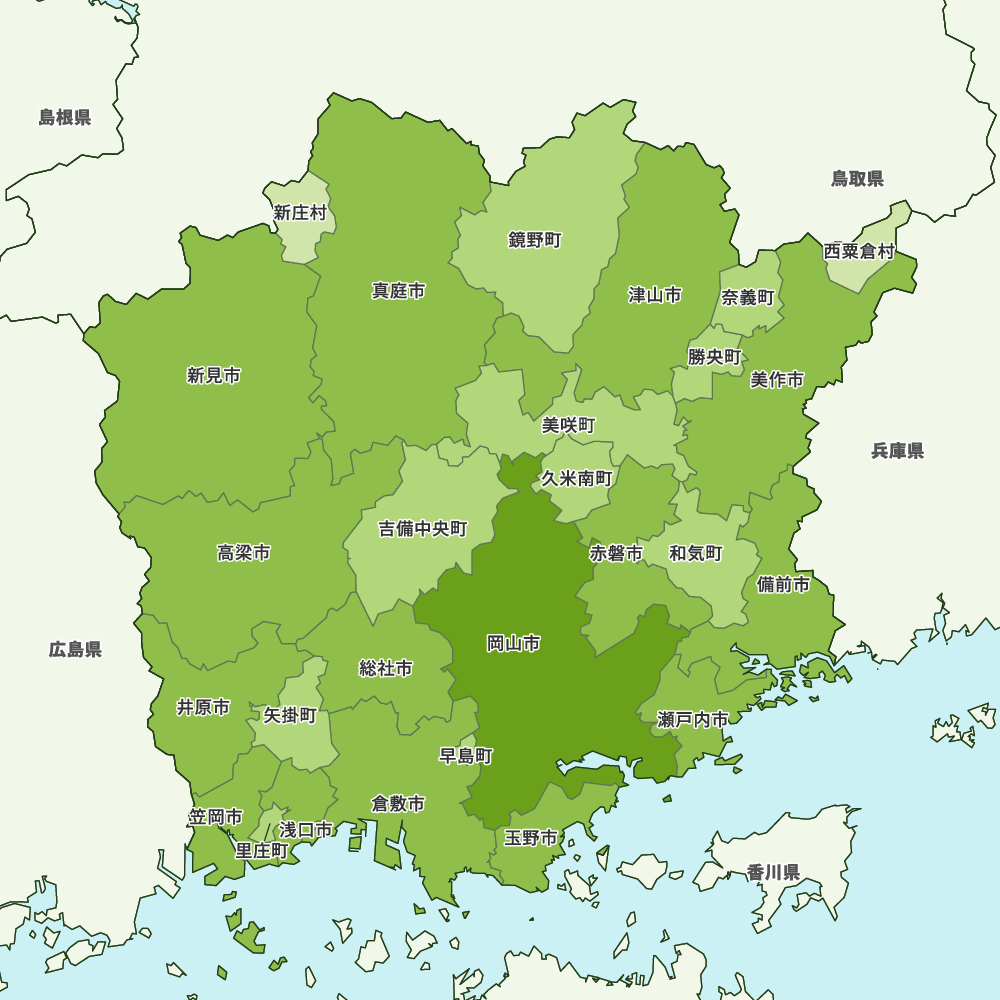 島根県
鳥取県
新庄村
鏡野町
西粟倉村
真庭市
津山市
奈義町
勝央町
新見市
美作市
美咲町
兵庫県
久米南町
吉備中央町
高梁市
赤磐市
和気町
備前市
岡山市
広島県
総社市
井原市
矢掛町
瀬戸内市
早島町
倉敷市
笠岡市
浅口市
玉野市
里庄町
香川県